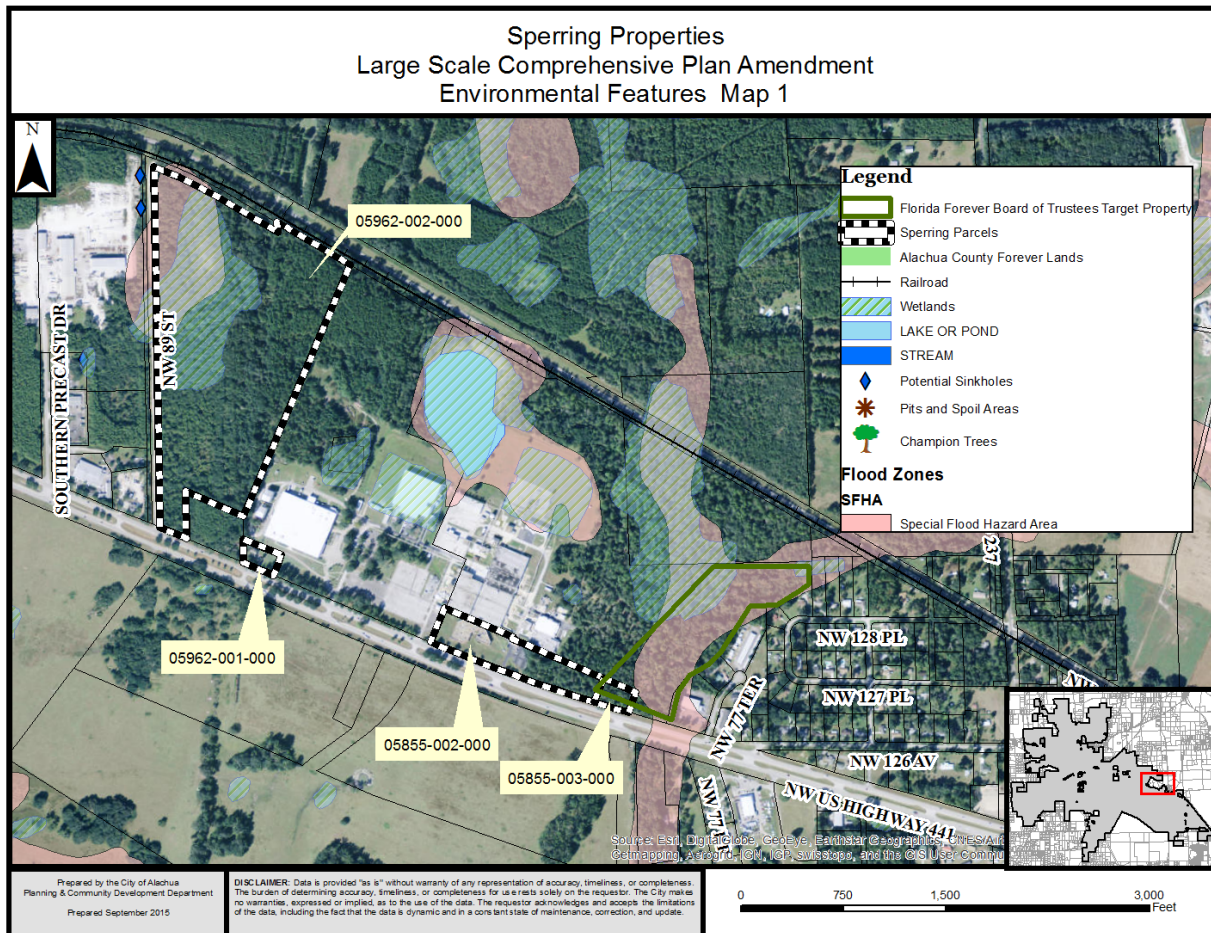 Sperring Properties
Large Scale Comprehensive Plan Amendment
Environmental Features Map 1
N
05962-002-000
Legend
Florida Forever Board of Trustees Target Property
Sperring Parcels
Alachua County Forever Lands
Railroad
Wetlands
LAKE OR POND
STREAM
Potential Sinkholes
Pits and Spoil Areas
Champion Trees
Flood Zones
SFHA
Special Flood Hazard Area
SOUTHERN PRECAST DR
NW 89 ST
237
05962-001-000
05855-002-000
05855-003-000
NW 128 PL
NW 127 PL
NW 77 TER
NW 126 AV
NW US HIGHWAY 441
NW 77
NW
Source: Esri, DigitalGlobe, GeoEye, Earthstar Geographics, CNES/Air
Getmapping, Aerogrid, IGN, IGP, swisstopo, and the GIS User Commu
Prepared by the City of Alachua
Planning & Community Development Department
Prepared September 2015
DISCLAIMER: Data is provided "as is" without warranty of any representation of accuracy, timeliness, or completeness.
The burden of determining accuracy, timeliness, or completeness for use rests solely on the requestor. The City makes
no warranties, expressed or implied, as to the use of the data. The requestor acknowledges and accepts the limitations
of the data, including the fact that the data is dynamic and in a constant state of maintenance, correction, and update.
0 750 1,500 3,000
Feet